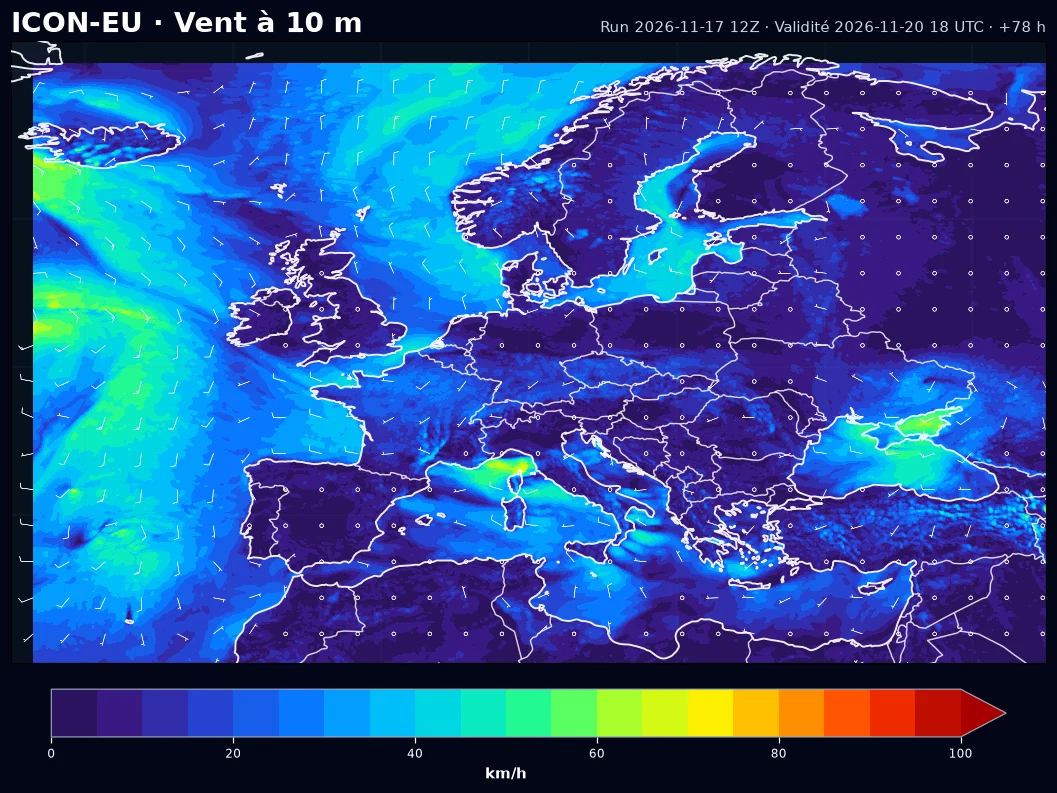 ICON-EU · Vent à 10 m
Run 2026-11-17 12Z · Validité 2026-11-20 18 UTC · +78 h
0 20 40 60 80 100
km/h